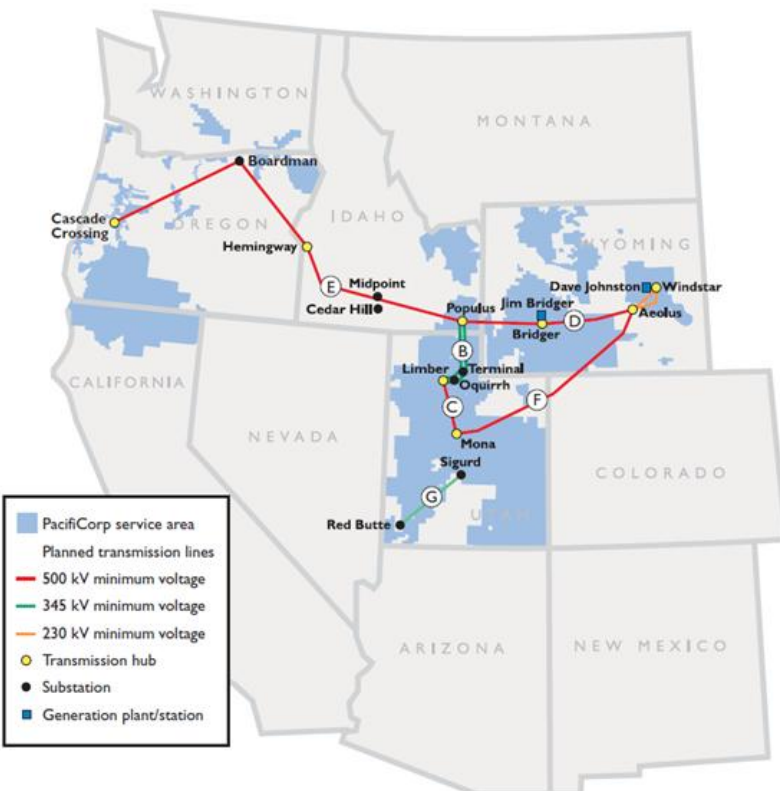 WASHINGTON
MONTANA
Boardman
Cascade
Crossing
OREGON
IDAHO
Hemingway
WYOMING
E
Midpoint
Cedar Hill
Dave Johnston
Windstar
Jim Bridger
Populus
Bridger
D
Aeolus
B
CALIFORNIA
Limber
Terminal
Oquirrh
C
F
NEVADA
Mona
Sigurd
COLORADO
G
UTAH
Red Butte
PacifiCorp service area
Planned transmission lines
500 kV minimum voltage
345 kV minimum voltage
230 kV minimum voltage
Transmission hub
Substation
Generation plant/station
ARIZONA
NEW MEXICO